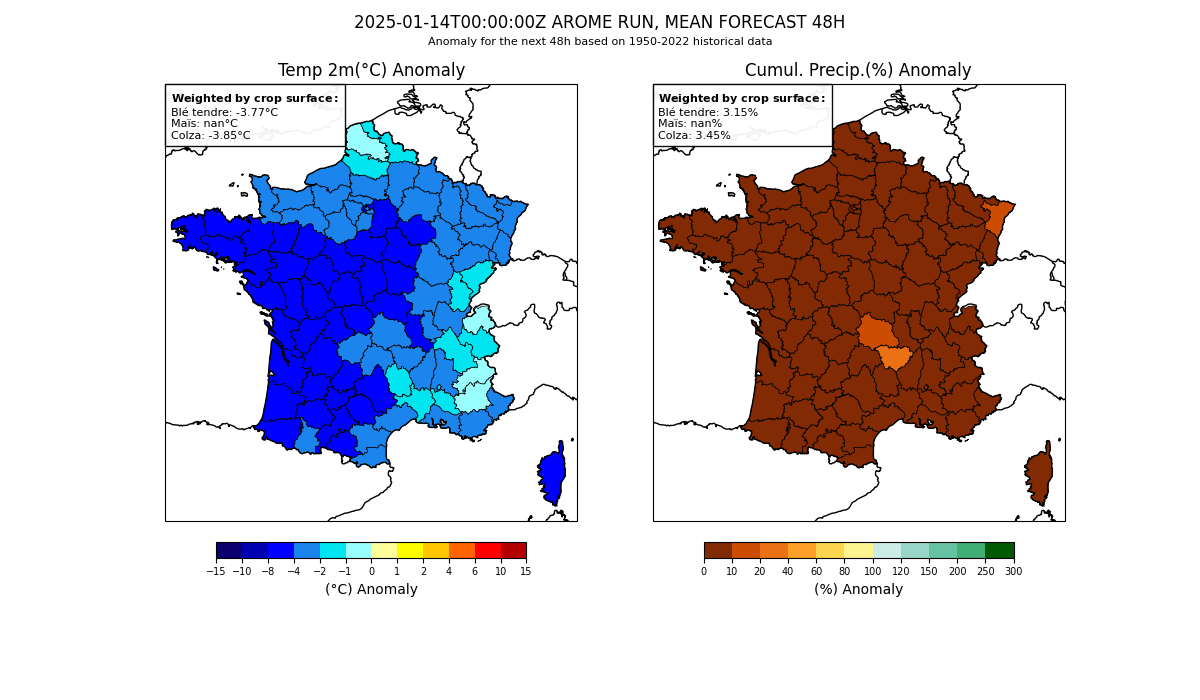 2025-01-14T00:00:00Z AROME RUN, MEAN FORECAST 48H
Anomaly for the next 48h based on 1950-2022 historical data
Temp 2m(°C) Anomaly
Weighted by crop surface:
Blé tendre: -3.77°C
Maïs: nan°C
Colza: -3.85°C
−15 −10 −8 −4 −2 −1 0 1 2 4 6 10 15
(°C) Anomaly
Cumul. Precip.(%) Anomaly
Weighted by crop surface:
Blé tendre: 3.15%
Maïs: nan%
Colza: 3.45%
0 10 20 40 60 80 100 120 150 200 250 300
(%) Anomaly